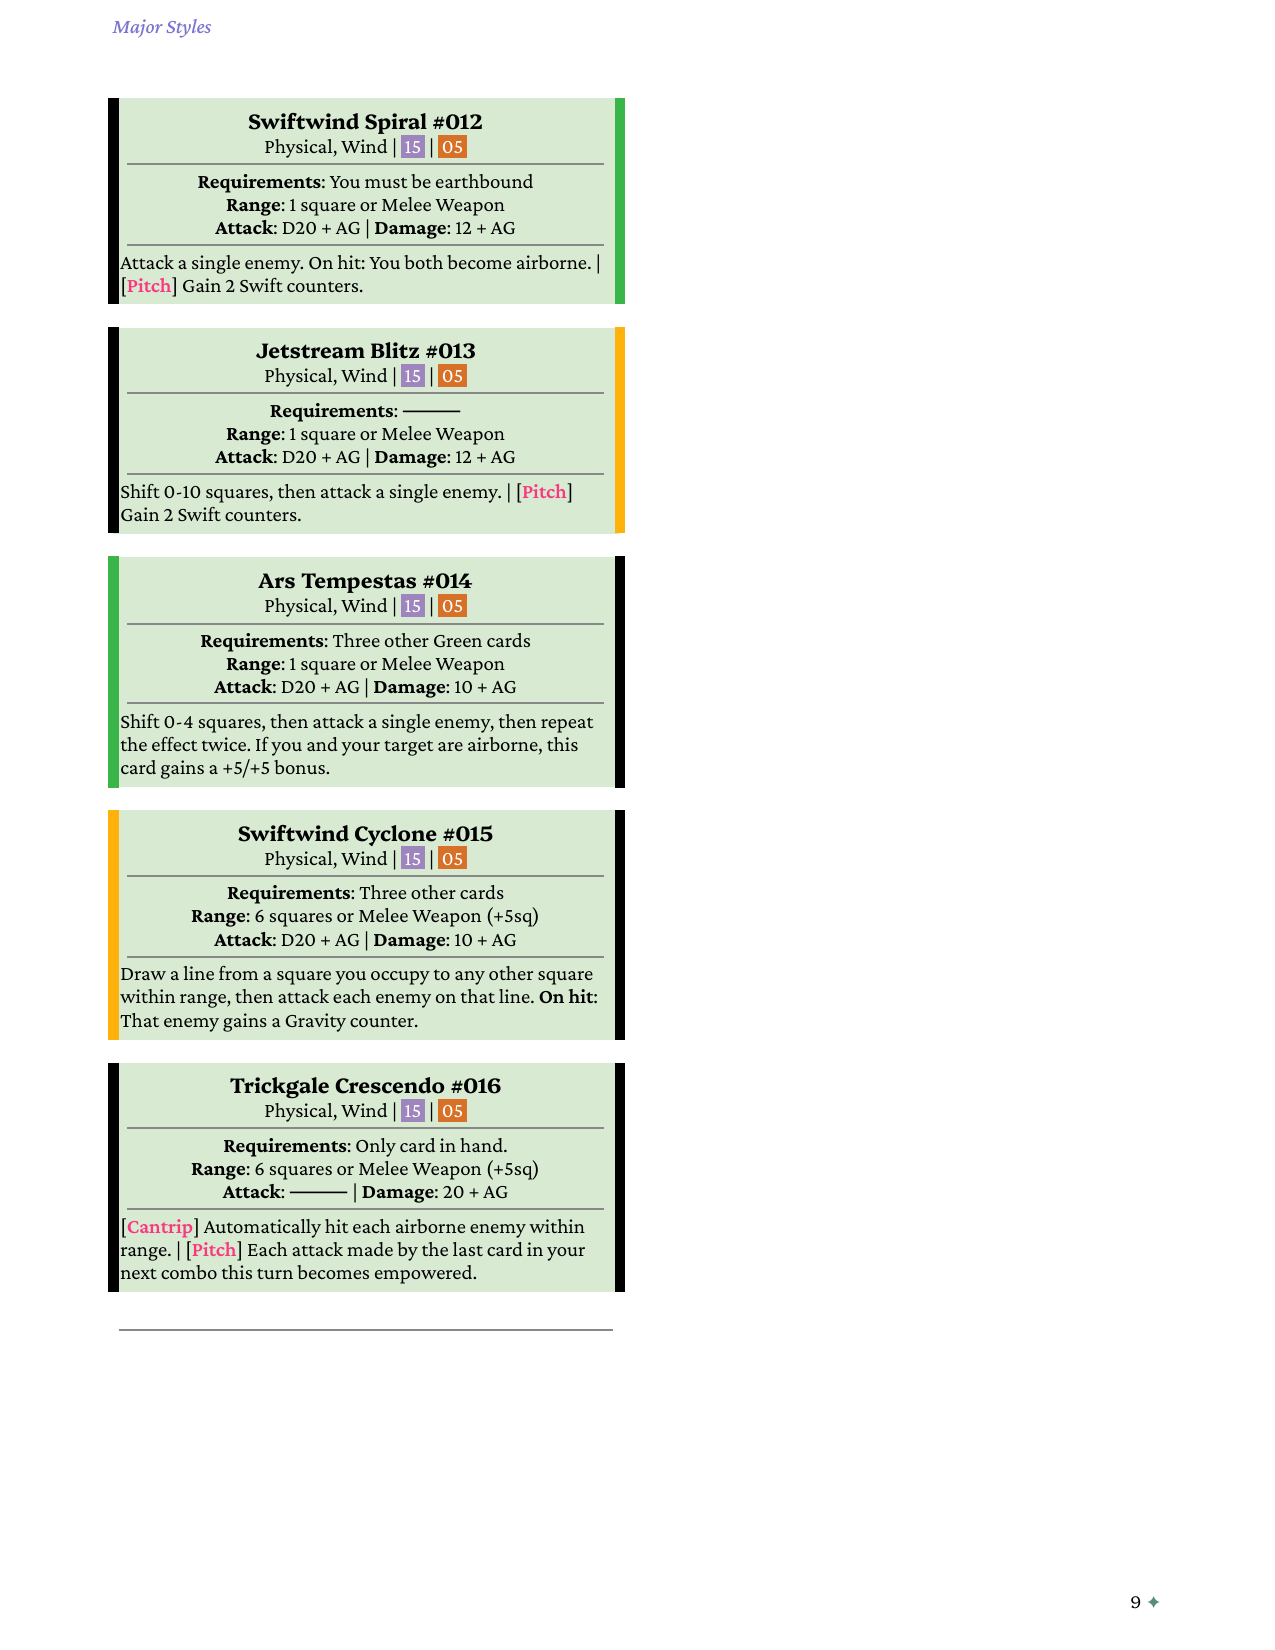 Major Styles
Swiftwind Spiral #012
Physical, Wind | 15 | 05
Requirements: You must be earthbound
Range: 1 square or Melee Weapon
Attack: D20 + AG | Damage: 12 + AG
Attack a single enemy. On hit: You both become airborne. |
[Pitch] Gain 2 Swift counters.
Jetstream Blitz #013
Physical, Wind | 15 | 05
Requirements: ———
Range: 1 square or Melee Weapon
Attack: D20 + AG | Damage: 12 + AG
Shift 0-10 squares, then attack a single enemy. | [Pitch]
Gain 2 Swift counters.
Ars Tempestas #014
Physical, Wind | 15 | 05
Requirements: Three other Green cards
Range: 1 square or Melee Weapon
Attack: D20 + AG | Damage: 10 + AG
Shift 0-4 squares, then attack a single enemy, then repeat
the effect twice. If you and your target are airborne, this
card gains a +5/+5 bonus.
Swiftwind Cyclone #015
Physical, Wind | 15 | 05
Requirements: Three other cards
Range: 6 squares or Melee Weapon (+5sq)
Attack: D20 + AG | Damage: 10 + AG
Draw a line from a square you occupy to any other square
within range, then attack each enemy on that line. On hit:
That enemy gains a Gravity counter.
Trickgale Crescendo #016
Physical, Wind | 15 | 05
Requirements: Only card in hand.
Range: 6 squares or Melee Weapon (+5sq)
Attack: ——— | Damage: 20 + AG
[Cantrip] Automatically hit each airborne enemy within
range. | [Pitch] Each attack made by the last card in your
next combo this turn becomes empowered.
9 ✦